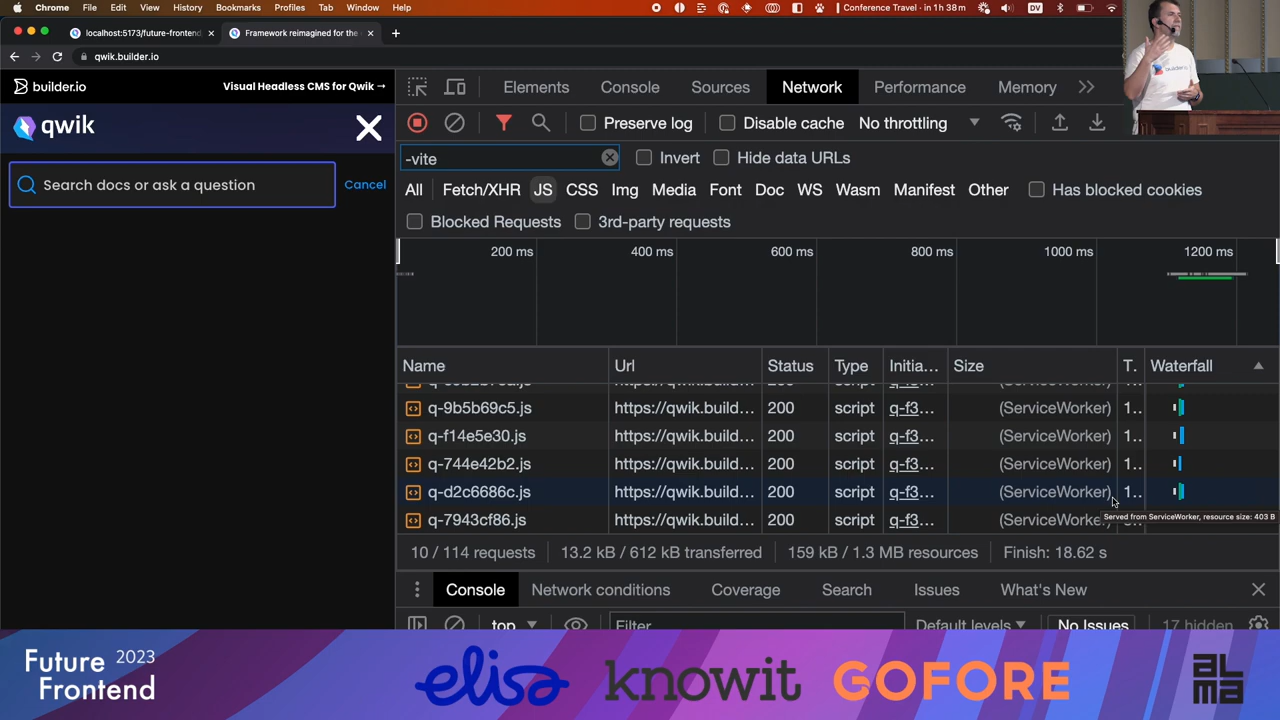 Chrome File Edit View History Bookmarks Profiles Tab Window Help Conference Travel • in 1 h 38 m DV
localhost:5173/future-frontend Framework reimagined for the
qwik.builder.io
builder.io Visual Headless CMS for Qwik →
qwik
Search docs or ask a question Cancel
Elements Console Sources Network Performance Memory
Preserve log Disable cache No throttling
-vite Invert Hide data URLs
All Fetch/XHR JS CSS Img Media Font Doc WS Wasm Manifest Other Has blocked cookies
Blocked Requests 3rd-party requests
200 ms 400 ms 600 ms 800 ms 1000 ms 1200 ms
Name Url Status Type Initia... Size T. Waterfall
q-9b5b69c5.js https://qwik.build... 200 script q-f3... (ServiceWorker) 1..
q-f14e5e30.js https://qwik.build... 200 script q-f3... (ServiceWorker) 1..
q-744e42b2.js https://qwik.build... 200 script q-f3... (ServiceWorker) 1..
q-d2c6686c.js https://qwik.build... 200 script q-f3... (ServiceWorker) 1..
Served from ServiceWorker, resource size: 403 B
q-7943cf86.js https://qwik.build... 200 script q-f3... (ServiceWorker)
10 / 114 requests 13.2 kB / 612 kB transferred 159 kB / 1.3 MB resources Finish: 18.62 s
Console Network conditions Coverage Search Issues What's New
top Filter Default levels No Issues 17 hidden
Future 2023
Frontend
elisa knowit GOFORE
ALMA